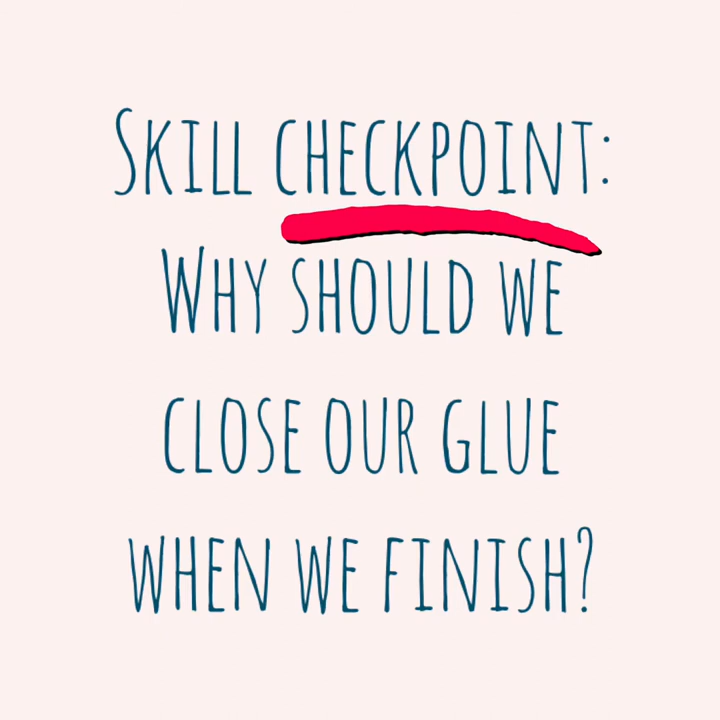 Skill checkpoint:
Why should we
close our glue
when we finish?